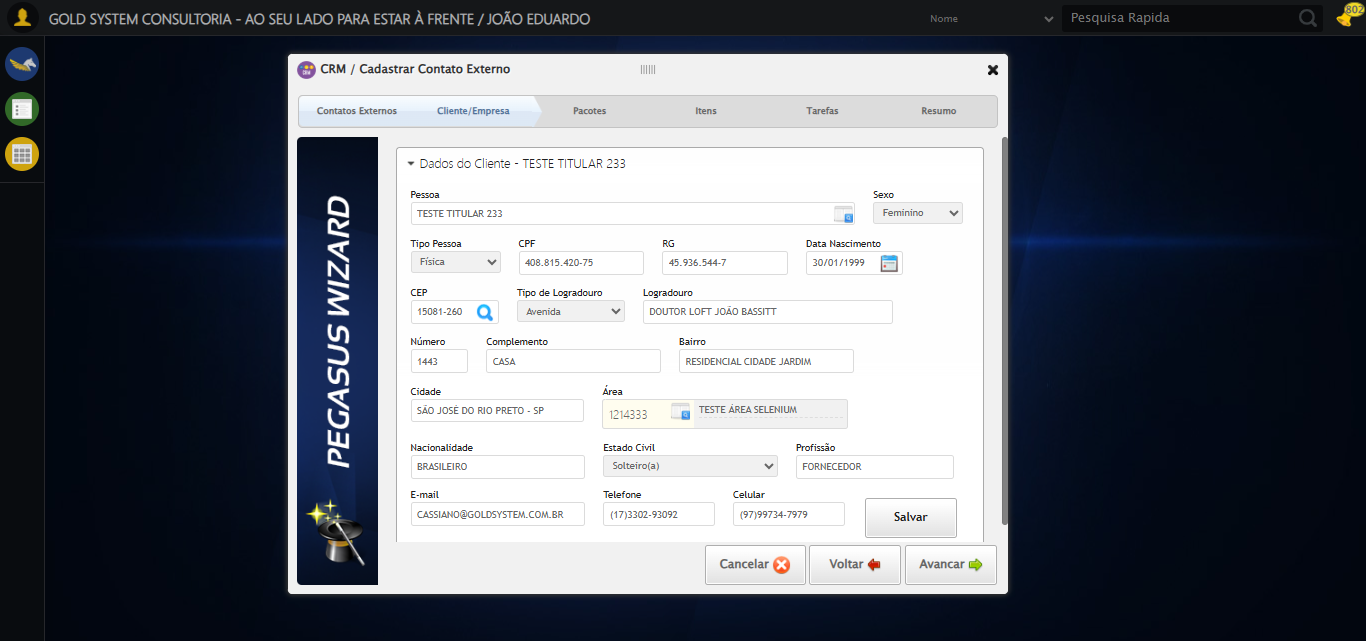 GOLD SYSTEM CONSULTORIA - AO SEU LADO PARA ESTAR À FRENTE / JOÃO EDUARDO
Nome
Pesquisa Rapida
802
CRM / Cadastrar Contato Externo
Contatos Externos Cliente/Empresa Pacotes Itens Tarefas Resumo
PEGASUS WIZARD
Dados do Cliente - TESTE TITULAR 233
Pessoa Sexo
TESTE TITULAR 233 Feminino
Tipo Pessoa CPF RG Data Nascimento
Física 408.815.420-75 45.936.544-7 30/01/1999
CEP Tipo de Logradouro Logradouro
15081-260 Avenida DOUTOR LOFT JOÃO BASSITT
Número Complemento Bairro
1443 CASA RESIDENCIAL CIDADE JARDIM
Cidade Área
SÃO JOSÉ DO RIO PRETO - SP 1214333 TESTE ÁREA SELENIUM
Nacionalidade Estado Civil Profissão
BRASILEIRO Solteiro(a) FORNECEDOR
E-mail Telefone Celular
CASSIANO@GOLDSYSTEM.COM.BR (17)3302-93092 (97)99734-7979 Salvar
Cancelar Voltar Avancar